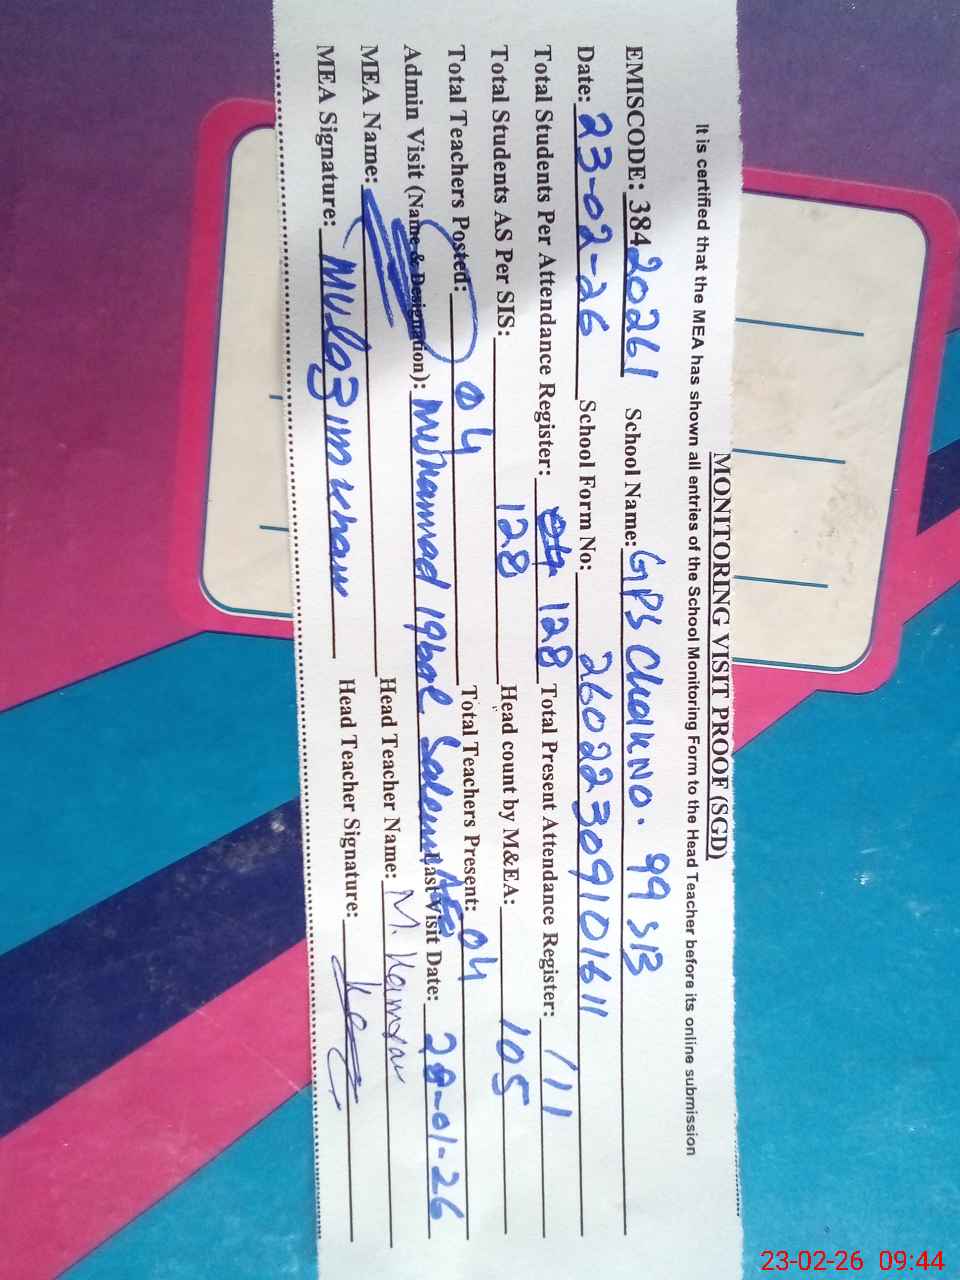 MONITORING VISIT PROOF (SGD)
It is certified that the MEA has shown all entries of the School Monitoring Form to the Head Teacher before its online submission
EMISCODE: 38420261 School Name: GPS Chak NO. 99 SB
Date: 23-02-26 School Form No: 26022309101611
Total Students Per Attendance Register: 128 Total Present Attendance Register: 111
Total Students AS Per SIS: 128 Head count by M&EA: 105
Total Teachers Posted: 04 Total Teachers Present: 04
Admin Visit (Name & Designation): Muhammad Iqbal Saleem AEO Last Visit Date: 28-01-26
MEA Name: Head Teacher Name: M. Kamran
MEA Signature: Head Teacher Signature:
23-02-26 09:44